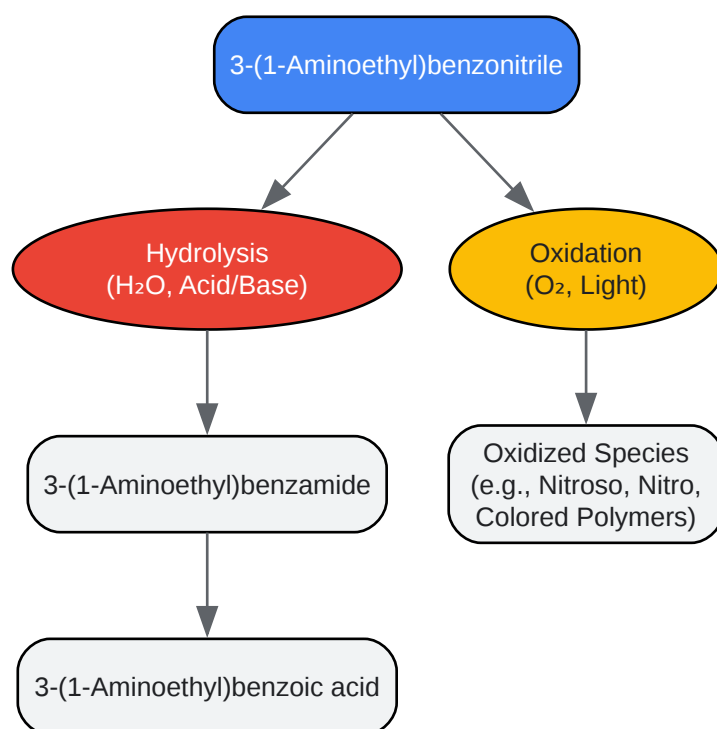 3-(1-Aminoethyl)benzonitrile
Hydrolysis
(H₂O, Acid/Base)
Oxidation
(O₂, Light)
3-(1-Aminoethyl)benzamide
Oxidized Species
(e.g., Nitroso, Nitro,
Colored Polymers)
3-(1-Aminoethyl)benzoic acid